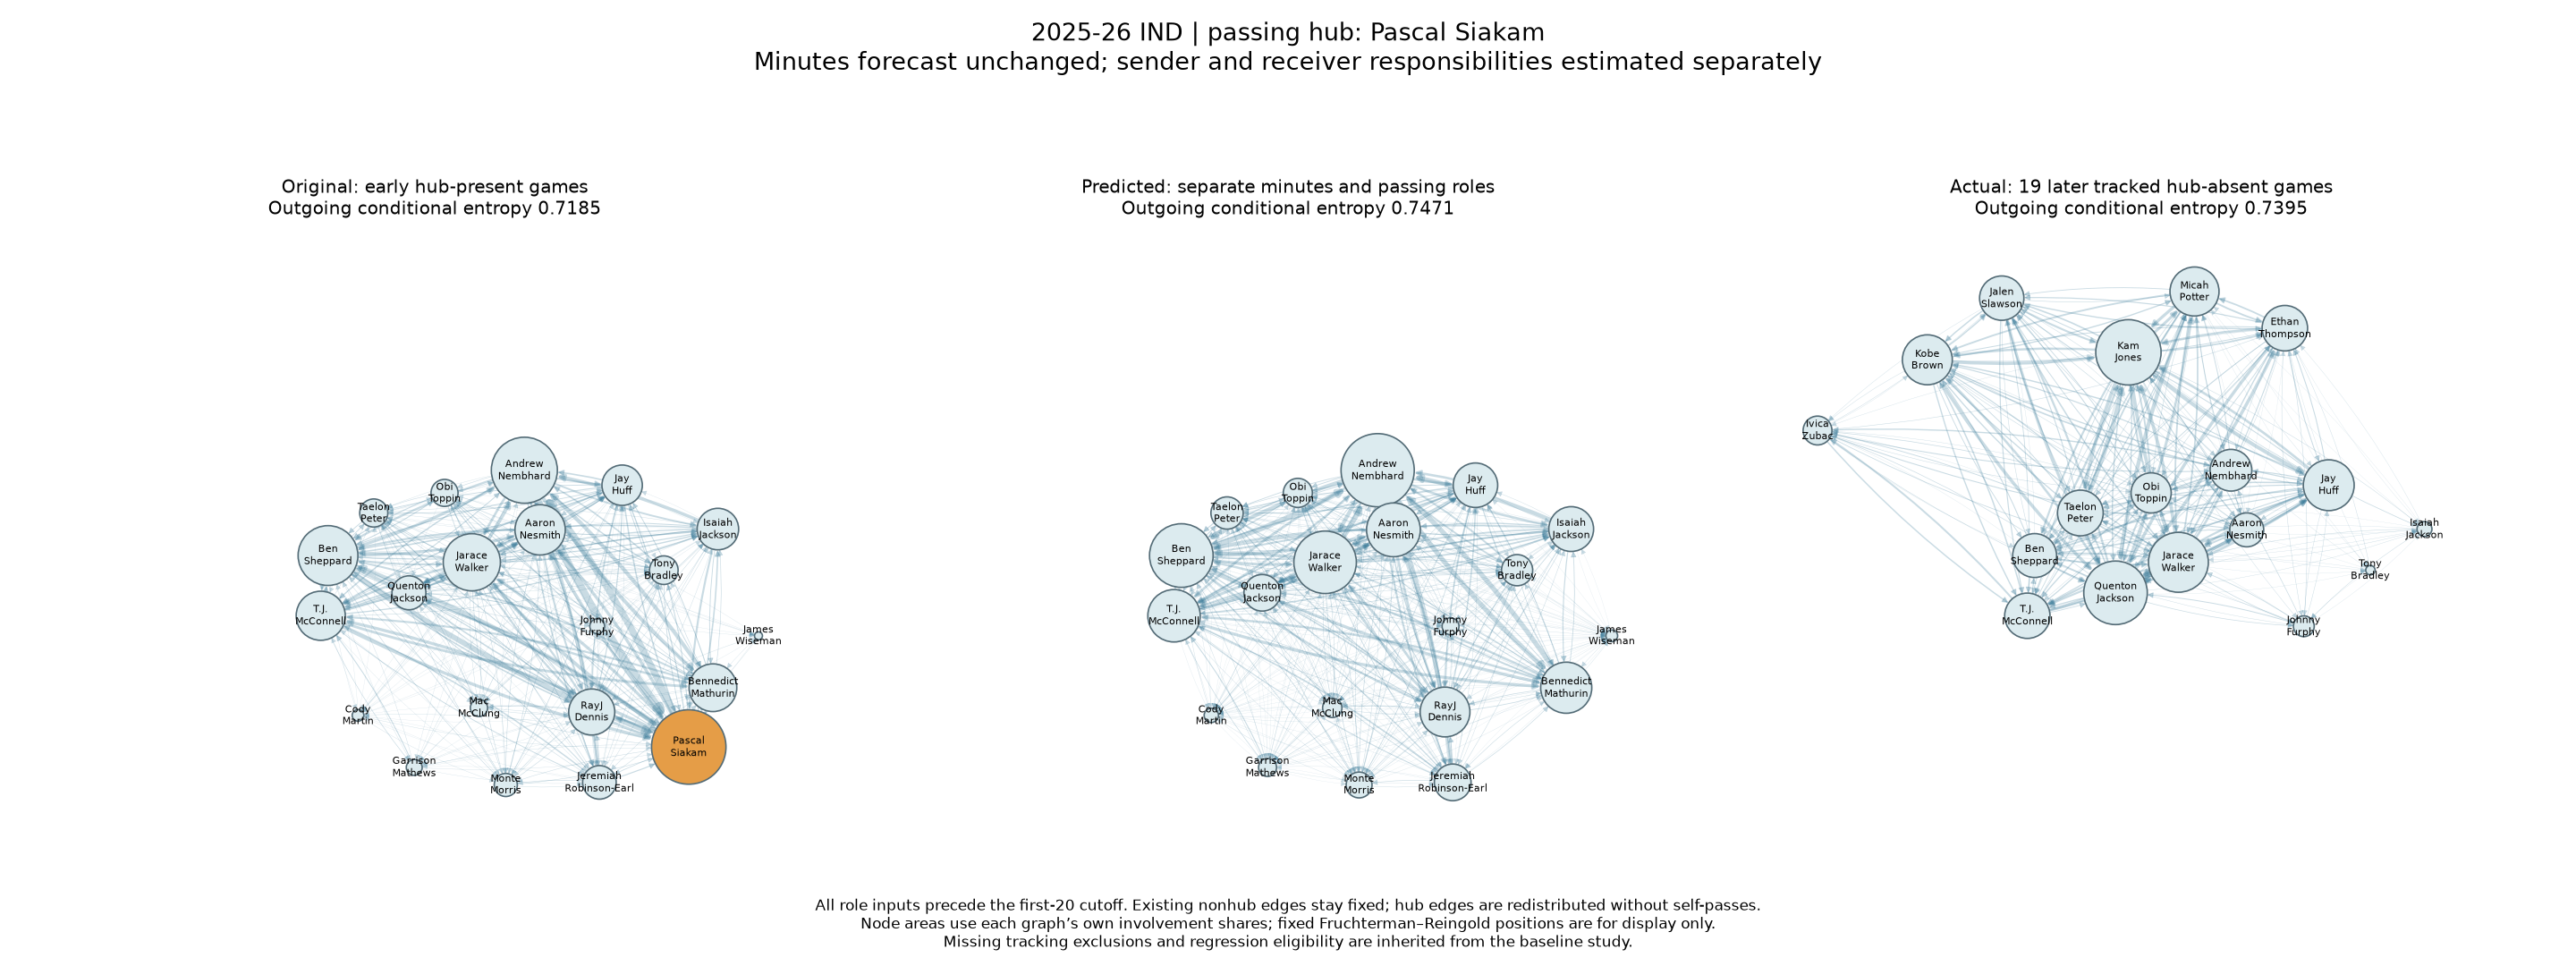 2025-26 IND | passing hub: Pascal Siakam
Minutes forecast unchanged; sender and receiver responsibilities estimated separately
Original: early hub-present games
Outgoing conditional entropy 0.7185
Andrew
Nembhard
Jay
Huff
Obi
Toppin
Taelon
Peter
Aaron
Nesmith
Isaiah
Jackson
Ben
Sheppard
Jarace
Walker
Tony
Bradley
Quenton
Jackson
T.J.
McConnell
Johnny
Furphy
James
Wiseman
Bennedict
Mathurin
Cody
Martin
Mac
McClung
RayJ
Dennis
Pascal
Siakam
Garrison
Mathews
Monte
Morris
Jeremiah
Robinson-Earl
Predicted: separate minutes and passing roles
Outgoing conditional entropy 0.7471
Andrew
Nembhard
Jay
Huff
Obi
Toppin
Taelon
Peter
Aaron
Nesmith
Isaiah
Jackson
Ben
Sheppard
Jarace
Walker
Tony
Bradley
Quenton
Jackson
T.J.
McConnell
Johnny
Furphy
James
Wiseman
Bennedict
Mathurin
Cody
Martin
Mac
McClung
RayJ
Dennis
Garrison
Mathews
Monte
Morris
Jeremiah
Robinson-Earl
Actual: 19 later tracked hub-absent games
Outgoing conditional entropy 0.7395
Jalen
Slawson
Micah
Potter
Ethan
Thompson
Kobe
Brown
Kam
Jones
Ivica
Zubac
Andrew
Nembhard
Jay
Huff
Obi
Toppin
Taelon
Peter
Aaron
Nesmith
Isaiah
Jackson
Ben
Sheppard
Jarace
Walker
Tony
Bradley
Quenton
Jackson
T.J.
McConnell
Johnny
Furphy
All role inputs precede the first-20 cutoff. Existing nonhub edges stay fixed; hub edges are redistributed without self-passes.
Node areas use each graph’s own involvement shares; fixed Fruchterman–Reingold positions are for display only.
Missing tracking exclusions and regression eligibility are inherited from the baseline study.